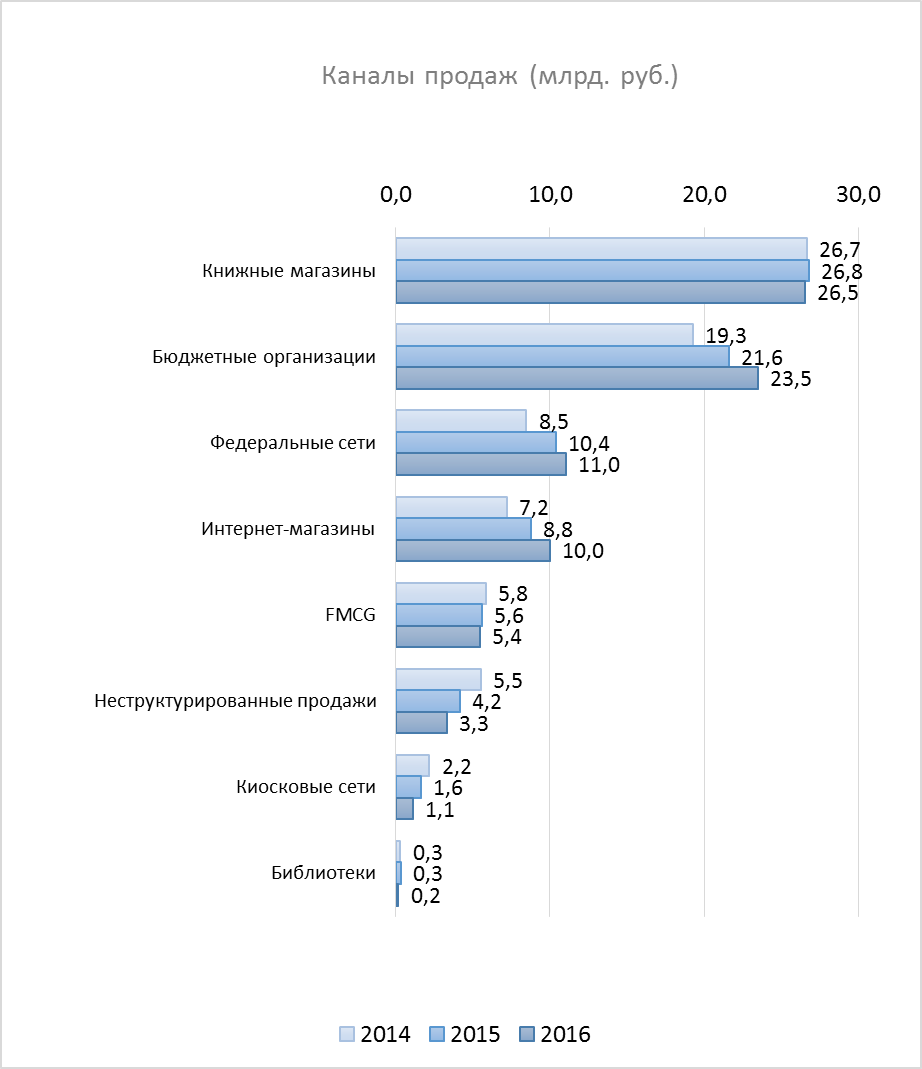 Каналы продаж (млрд. руб.)
0,0 10,0 20,0 30,0
Книжные магазины
26,7
26,8
26,5
Бюджетные организации
19,3
21,6
23,5
Федеральные сети
8,5
10,4
11,0
Интернет-магазины
7,2
8,8
10,0
FMCG
5,8
5,6
5,4
Неструктурированные продажи
5,5
4,2
3,3
Киосковые сети
2,2
1,6
1,1
Библиотеки
0,3
0,3
0,2
2014 2015 2016